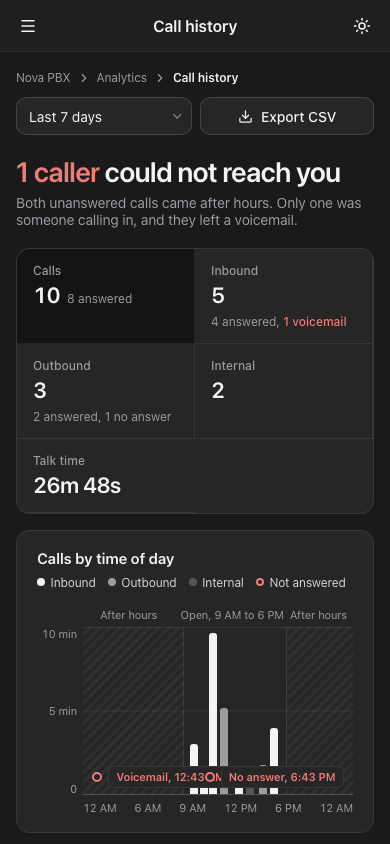 Call history
Nova PBX > Analytics > Call history
Last 7 days
Export CSV
1 caller could not reach you
Both unanswered calls came after hours. Only one was
someone calling in, and they left a voicemail.
Calls
10 8 answered
Inbound
5
4 answered, 1 voicemail
Outbound
3
2 answered, 1 no answer
Internal
2
Talk time
26m 48s
Calls by time of day
Inbound Outbound Internal Not answered
After hours Open, 9 AM to 6 PM After hours
10 min
5 min
0
Voicemail, 12:43 M
No answer, 6:43 PM
12 AM 6 AM 9 AM 12 PM 6 PM 12 AM